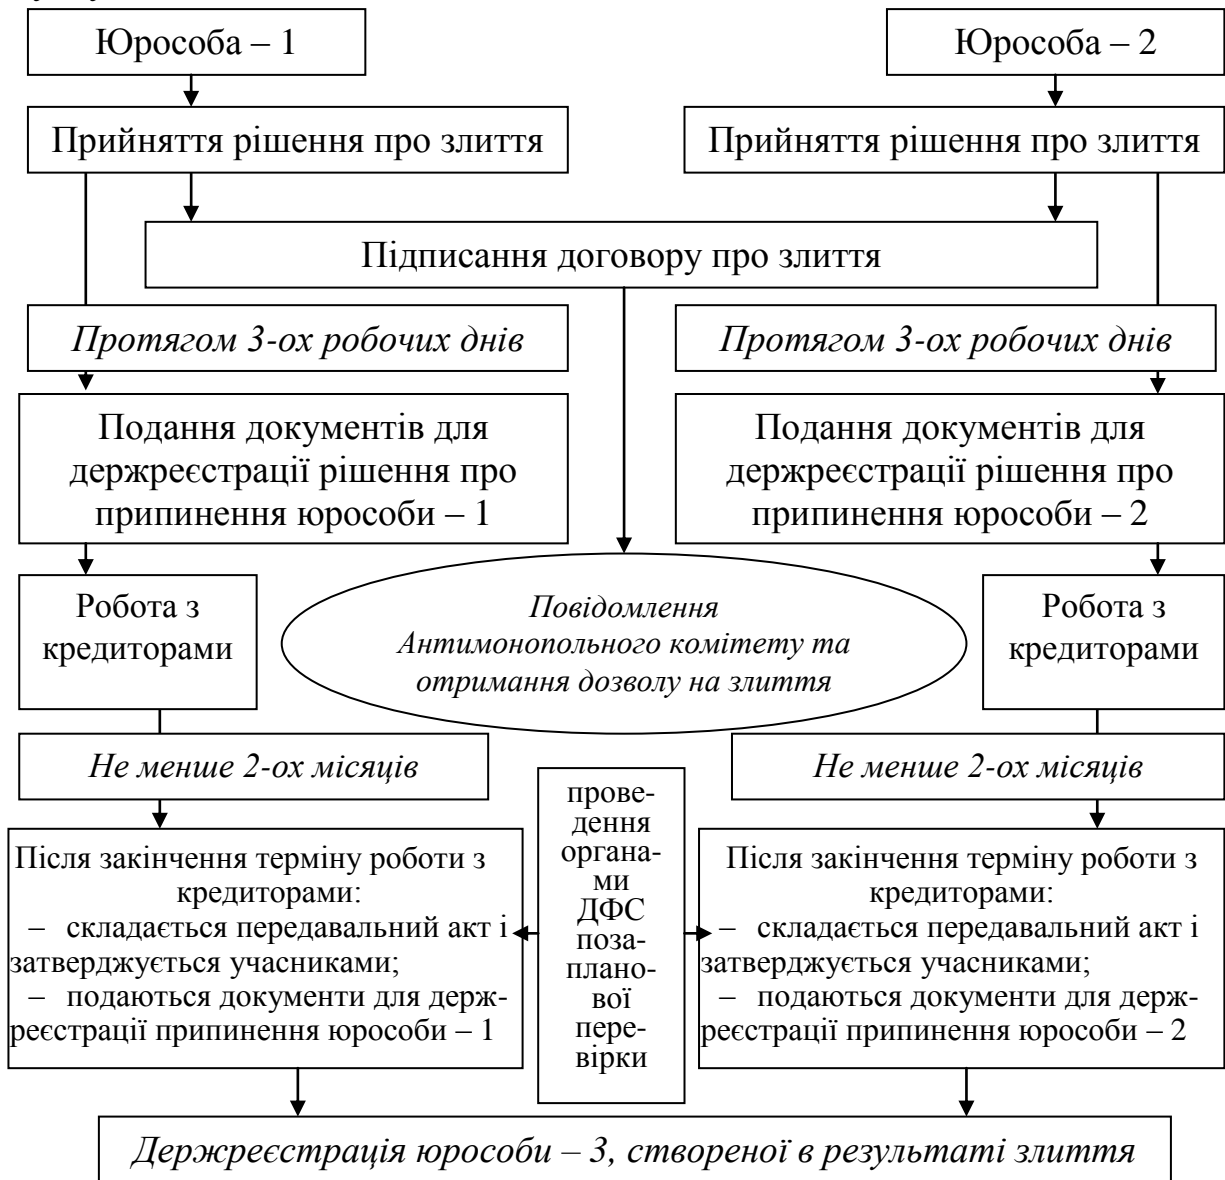 Юрособа – 1
Юрособа – 2
Прийняття рішення про злиття
Прийняття рішення про злиття
Підписання договору про злиття
Протягом 3-ох робочих днів
Протягом 3-ох робочих днів
Подання документів для
держреєстрації рішення про
припинення юрособи – 1
Подання документів для
держреєстрації рішення про
припинення юрособи – 2
Робота з
кредиторами
Повідомлення
Антимонопольного комітету та
отримання дозволу на злиття
Робота з
кредиторами
Не менше 2-ох місяців
Не менше 2-ох місяців
Після закінчення терміну роботи з
кредиторами:
– складається передавальний акт і
затверджується учасниками;
– подаються документи для держ-
реєстрації припинення юрособи – 1
прове-
дення
органа-
ми
ДФС
поза-
плано-
вої
пере-
вірки
Після закінчення терміну роботи з
кредиторами:
– складається передавальний акт і
затверджується учасниками;
– подаються документи для держ-
реєстрації припинення юрособи – 2
Держреєстрація юрособи – 3, створеної в результаті злиття